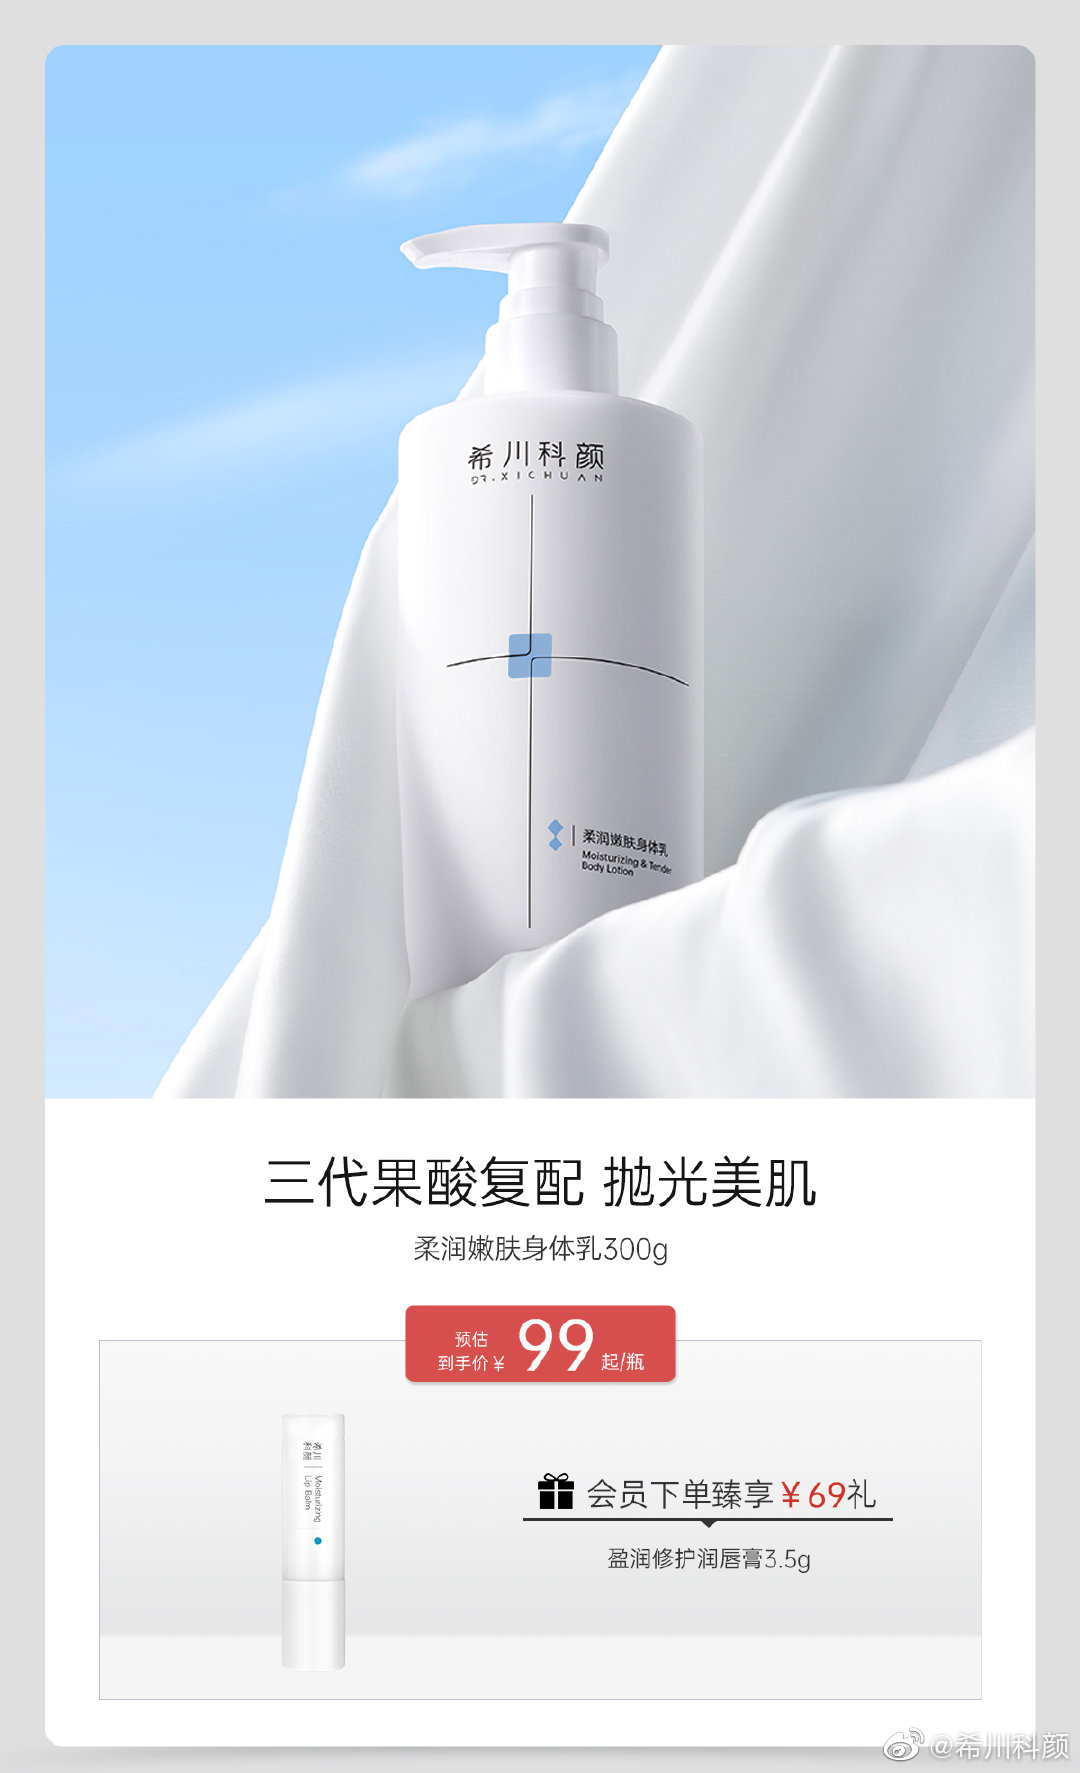 希川科颜
DR.XICHUAN
柔润嫩肤身体乳
Moisturizing & Tender
Body Lotion
三代果酸复配 抛光美肌
柔润嫩肤身体乳300g
预估
到手价¥ 99起/瓶
希川
科颜
Moisturizing
Lip Balm
会员下单臻享¥69礼
盈润修护润唇膏3.5g
@希川科颜